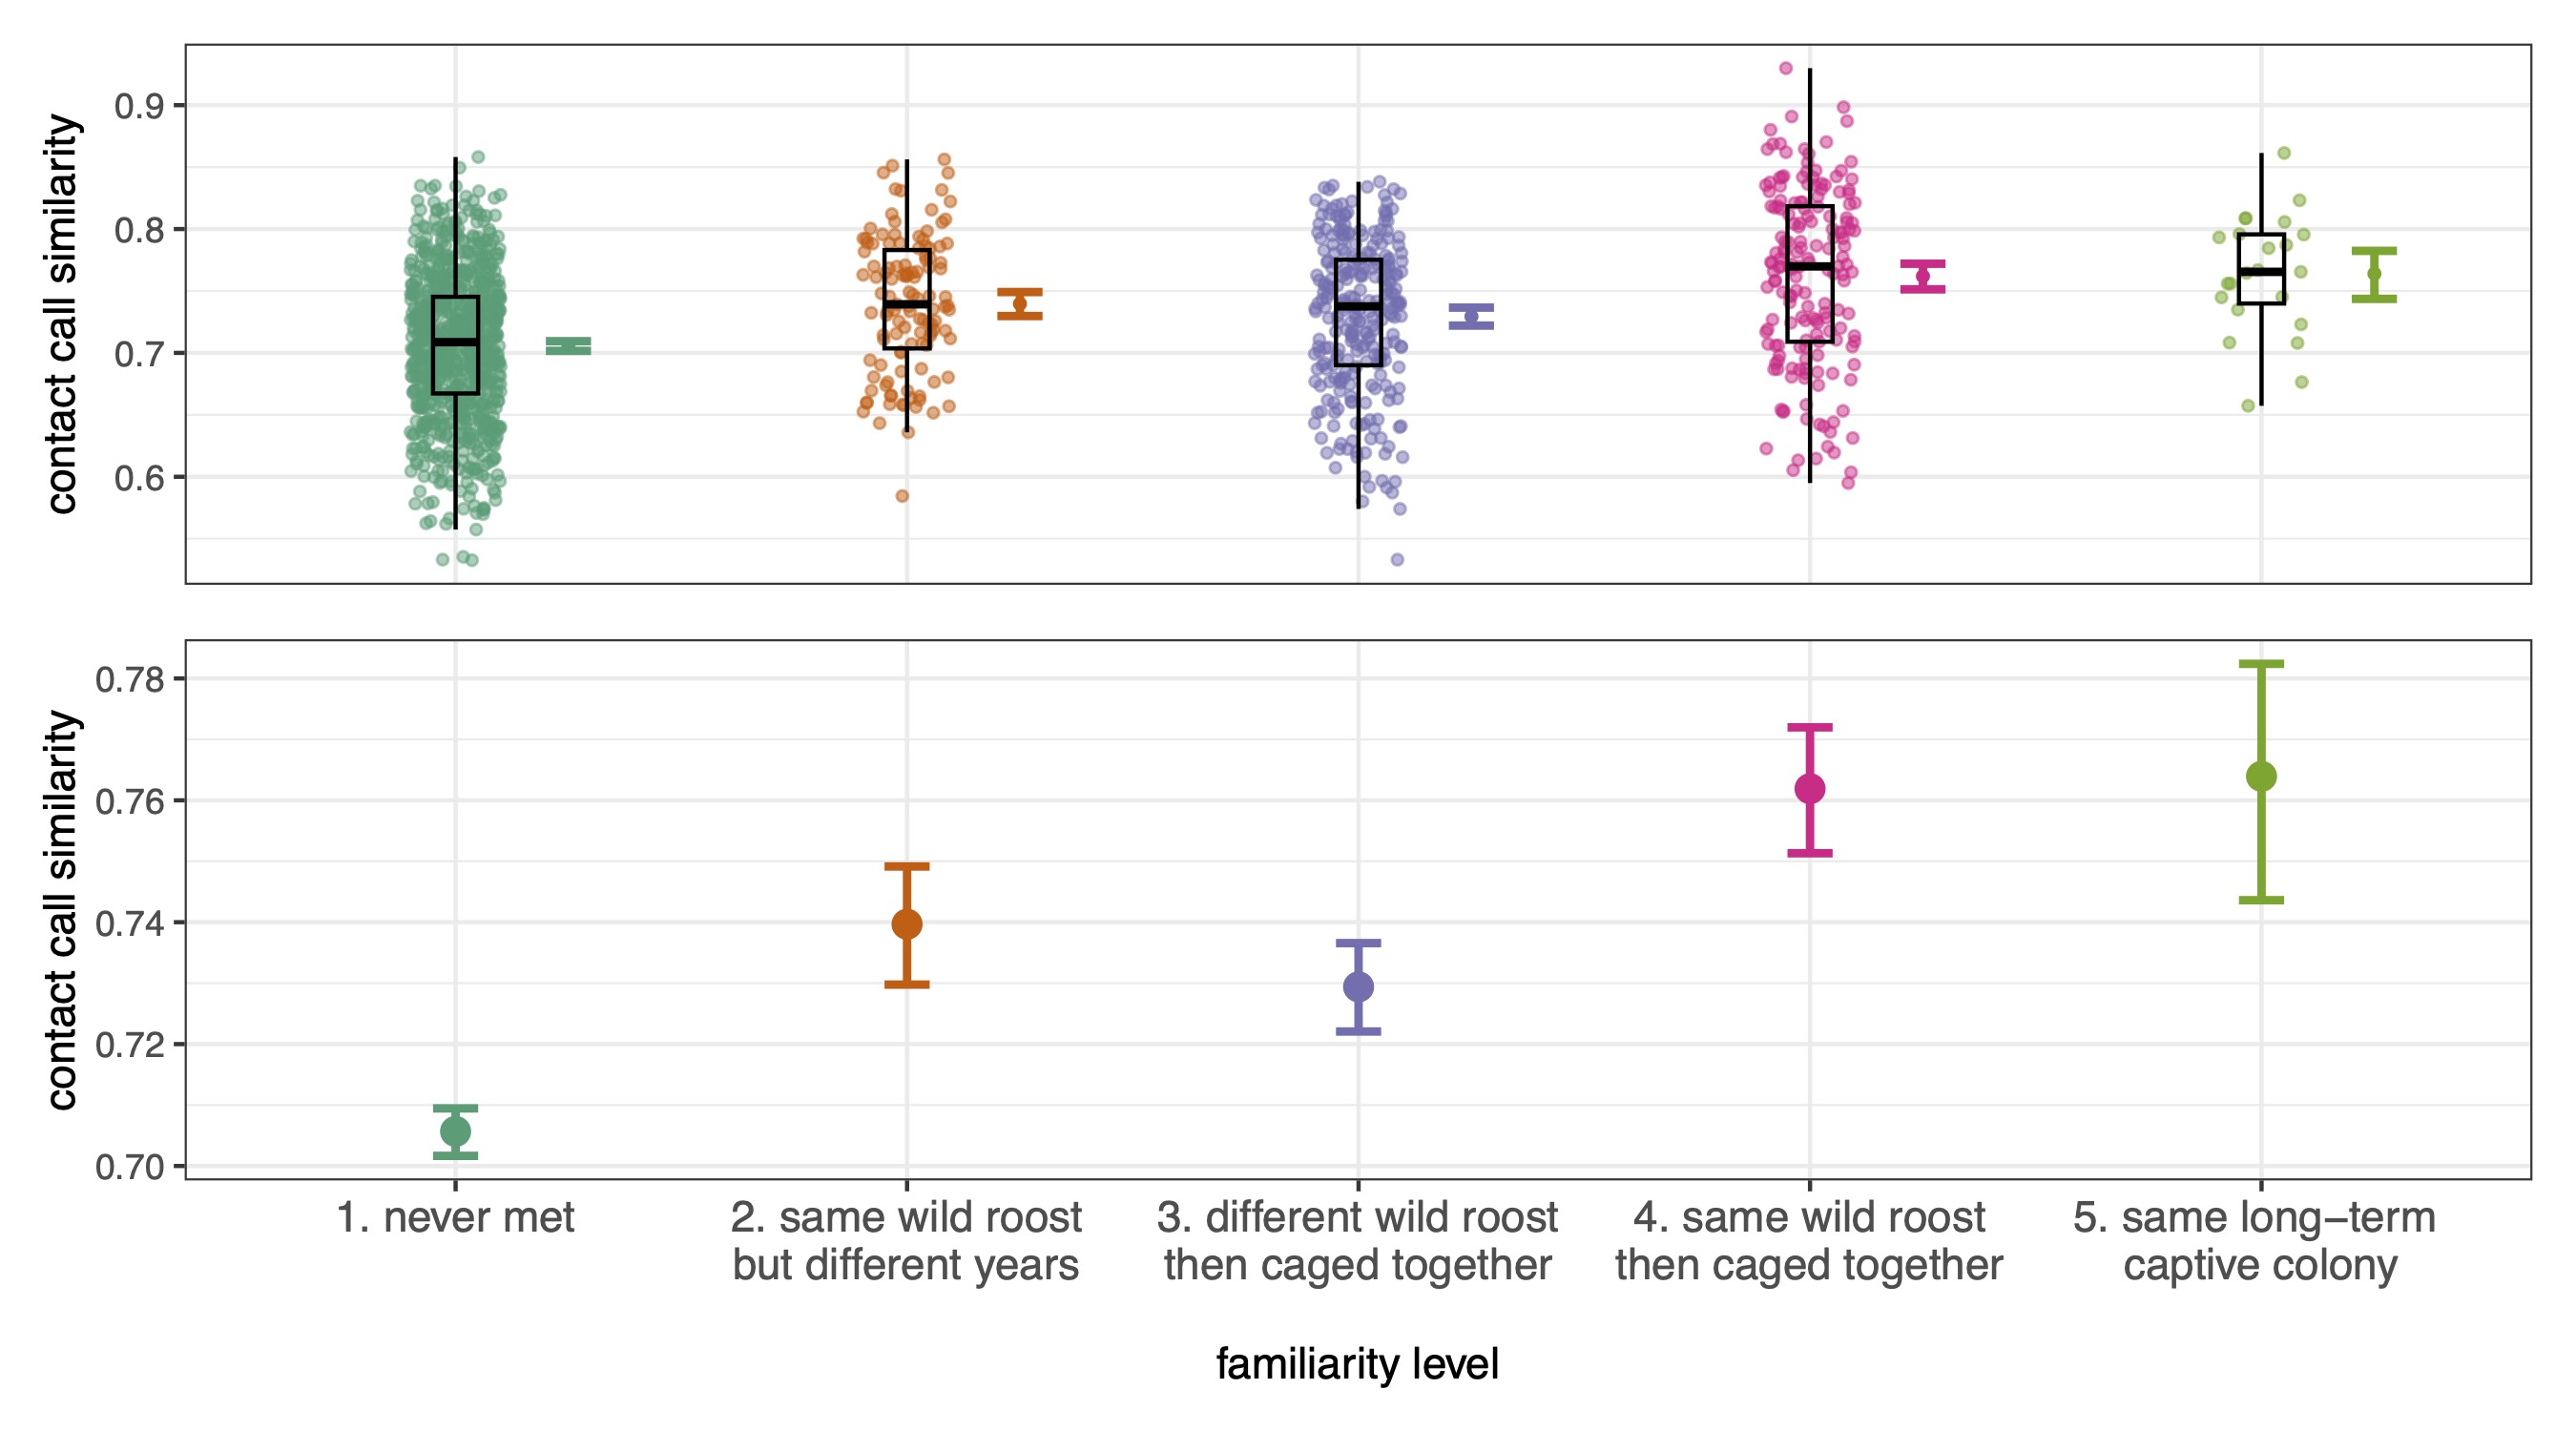 contact call similarity
0.9
0.8
0.7
0.6
contact call similarity
0.78
0.76
0.74
0.72
0.70
1. never met
2. same wild roost
but different years
3. different wild roost
then caged together
4. same wild roost
then caged together
5. same long–term
captive colony
familiarity level